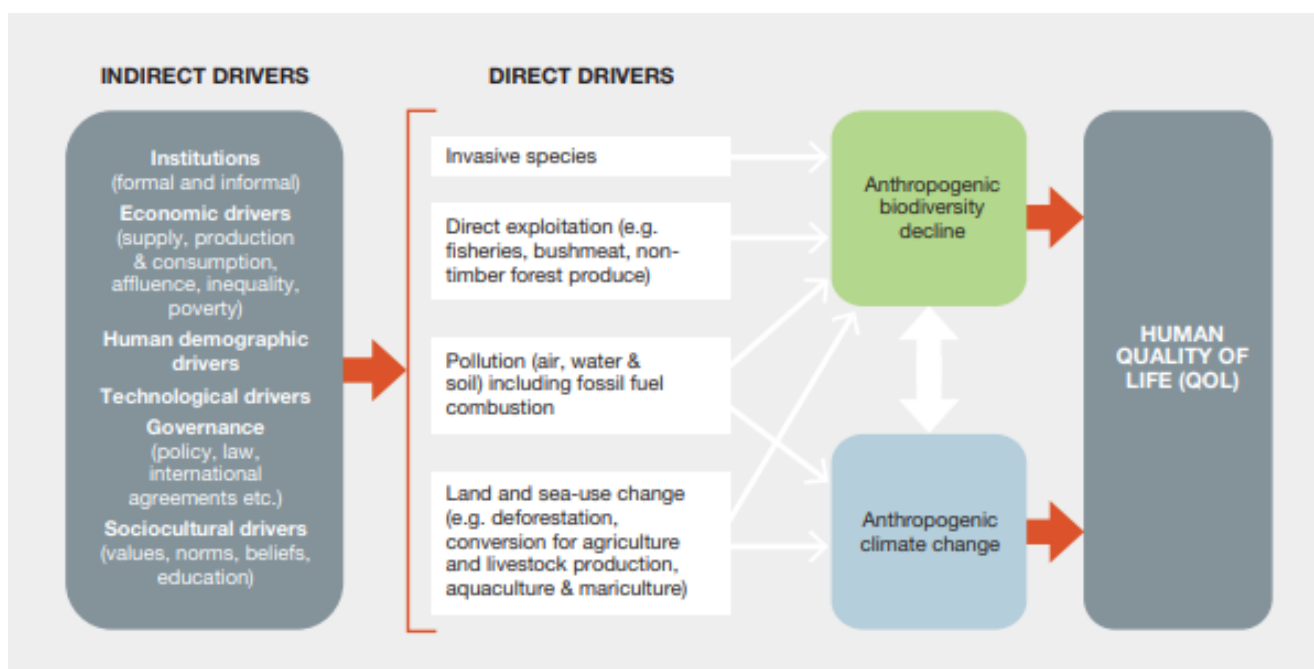 INDIRECT DRIVERS
Institutions
(formal and informal)
Economic drivers
(supply, production
& consumption,
affluence, inequality,
poverty)
Human demographic
drivers
Technological drivers
Governance
(policy, law,
international
agreements etc.)
Sociocultural drivers
(values, norms, beliefs,
education)
DIRECT DRIVERS
Invasive species
Direct exploitation (e.g.
fisheries, bushmeat, non-
timber forest produce)
Pollution (air, water &
soil) including fossil fuel
combustion
Land and sea-use change
(e.g. deforestation,
conversion for agriculture
and livestock production,
aquaculture & mariculture)
Anthropogenic
biodiversity
decline
Anthropogenic
climate change
HUMAN
QUALITY OF
LIFE (QOL)